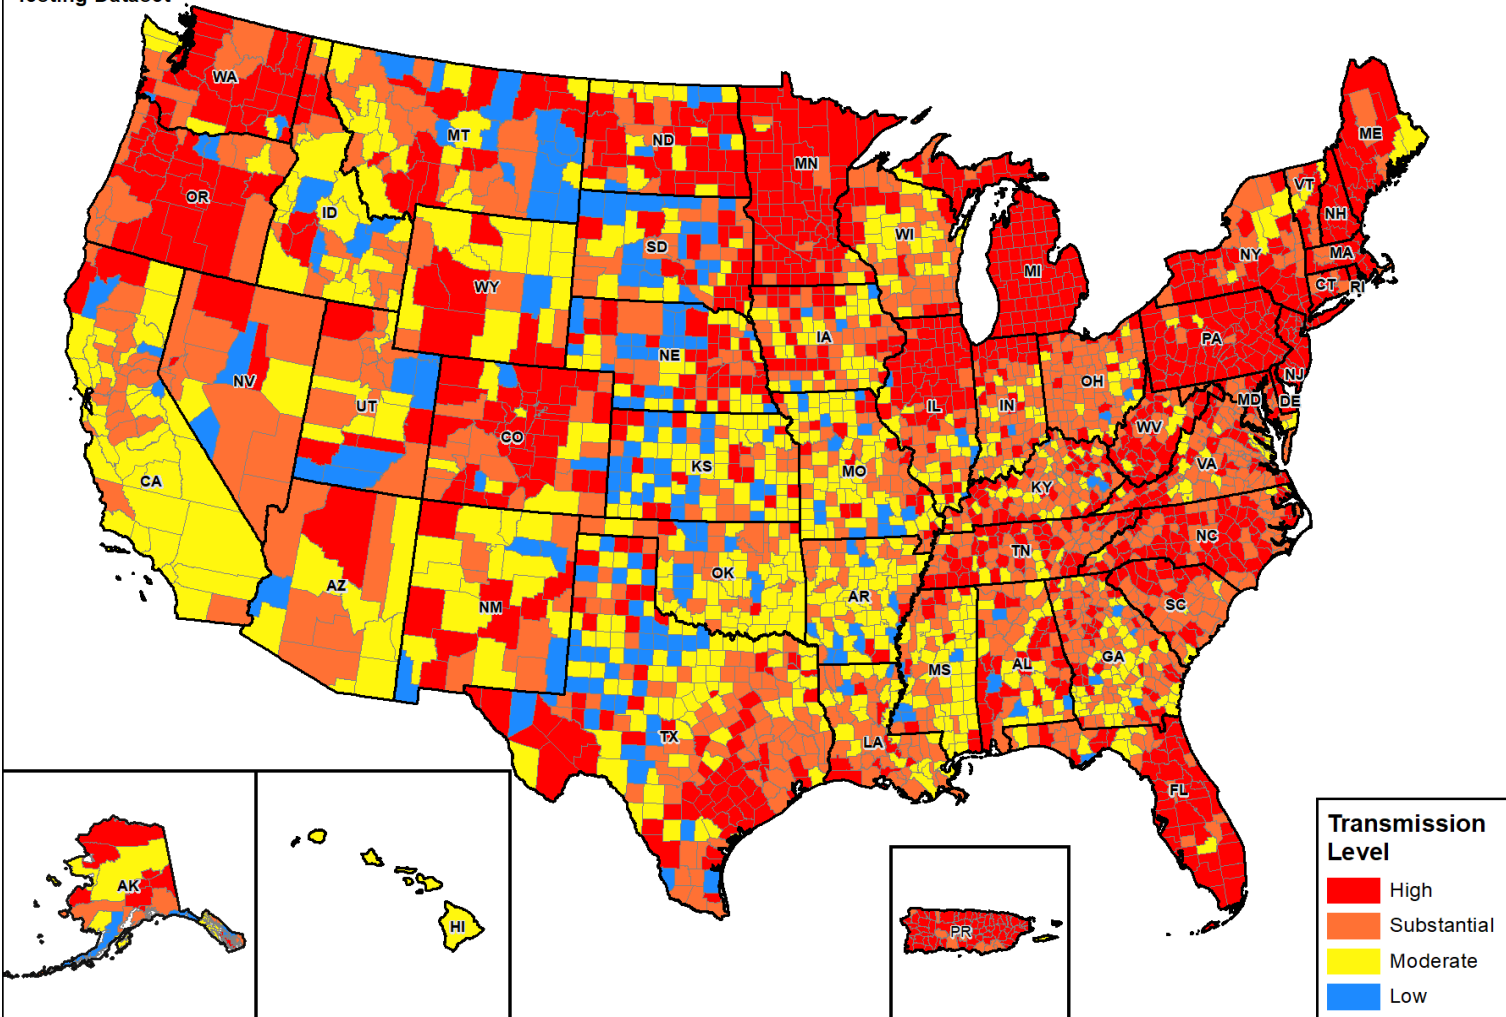 Testing Dataset
WA
MT
ND
MN
ME
OR
ID
SD
WI
VT
NH
WY
MI
NY
MA
CT
RI
NV
UT
NE
IA
PA
NJ
CO
IL
IN
OH
MD
DE
CA
KS
MO
WV
VA
KY
AZ
NM
OK
AR
TN
NC
SC
MS
AL
GA
TX
LA
FL
AK
HI
PR
Transmission
Level
High
Substantial
Moderate
Low